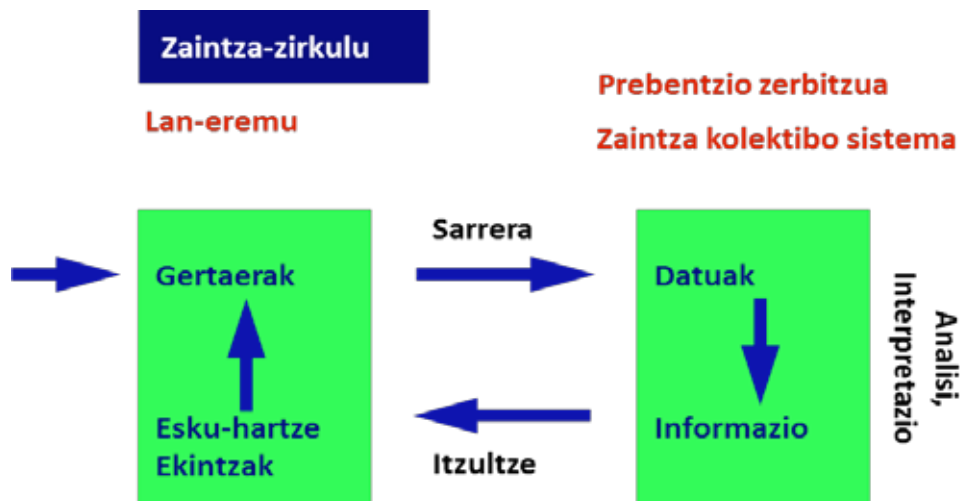 Zaintza-zirkulu
Lan-eremu
Prebentzio zerbitzua
Zaintza kolektibo sistema
Gertaerak
Sarrera
Datuak
Esku-hartze
Ekintzak
Itzultze
Informazio
Analisi,
Interpretazio